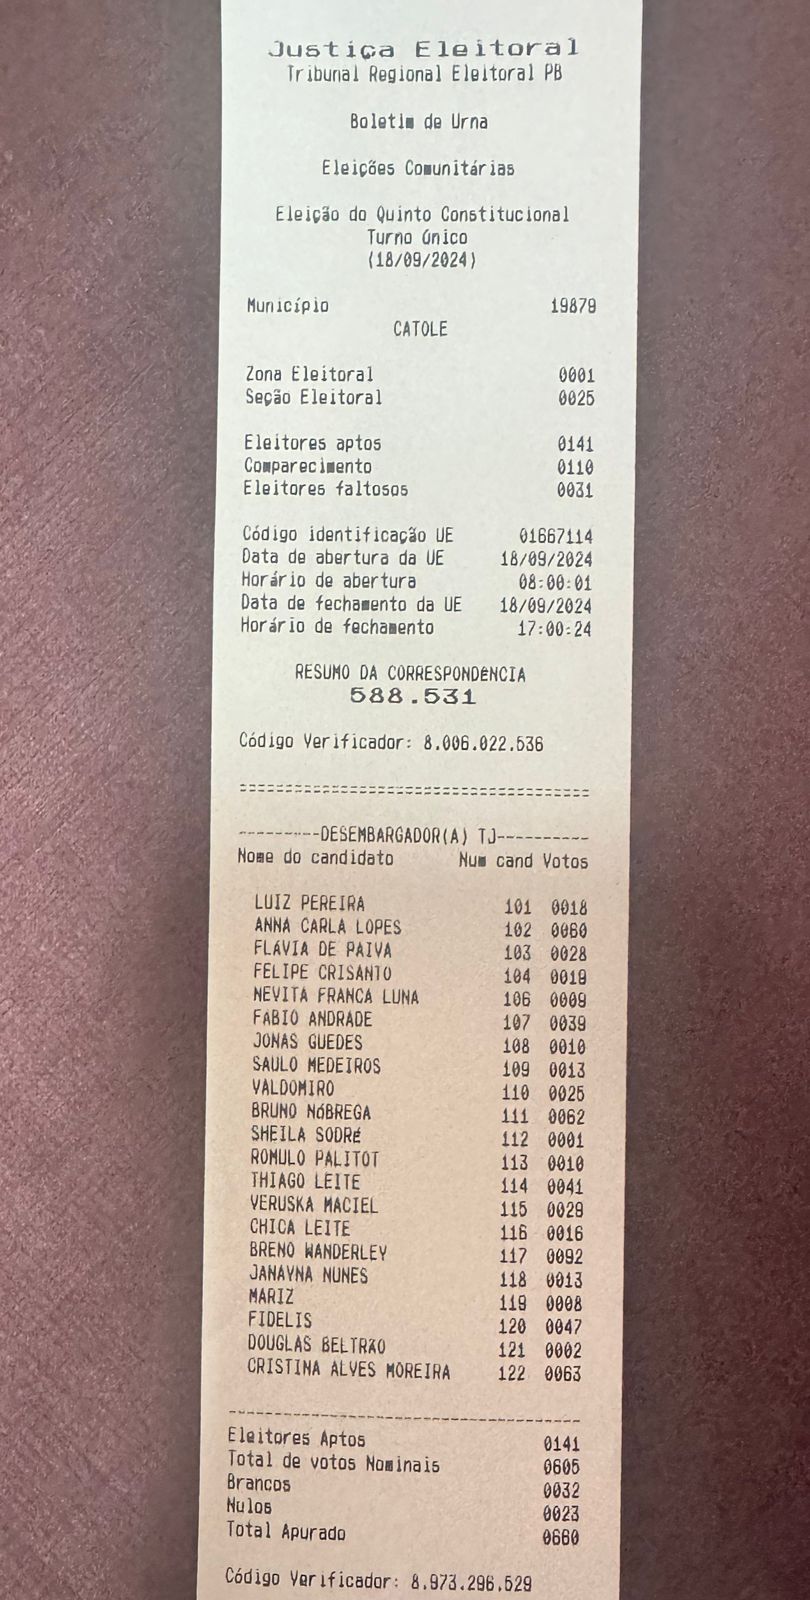 Justiça Eleitoral
Tribunal Regional Eleitoral PB
Boletim de Urna
Eleições Comunitárias
Eleição do Quinto Constitucional
Turno único
(18/09/2024)
Município 19879
CATOLE
Zona Eleitoral 0001
Seção Eleitoral 0025
Eleitores aptos 0141
Comparecimento 0110
Eleitores faltosos 0031
Código identificação UE 01667114
Data de abertura da UE 18/09/2024
Horário de abertura 08:00:01
Data de fechamento da UE 18/09/2024
Horário de fechamento 17:00:24
RESUMO DA CORRESPONDêNCIA
588.531
Código Verificador: 8.006.022.536
======================================
---------DESEMBARGADOR(A) TJ----------
Nome do candidato Num cand Votos
LUIZ PEREIRA 101 0018
ANNA CARLA LOPES 102 0060
FLÁVIA DE PAIVA 103 0028
FELIPE CRISANTO 104 0019
NEVITA FRANCA LUNA 106 0009
FABIO ANDRADE 107 0039
JONAS GUEDES 108 0010
SAULO MEDEIROS 109 0013
VALDOMIRO 110 0025
BRUNO NóBREGA 111 0062
SHEILA SODRé 112 0001
ROMULO PALITOT 113 0010
THIAGO LEITE 114 0041
VERUSKA MACIEL 115 0029
CHICA LEITE 116 0016
BRENO WANDERLEY 117 0092
JANAYNA NUNES 118 0013
MARIZ 119 0008
FIDELIS 120 0047
DOUGLAS BELTRÃO 121 0002
CRISTINA ALVES MOREIRA 122 0063
--------------------------------------
Eleitores Aptos 0141
Total de votos Nominais 0605
Brancos 0032
Nulos 0023
Total Apurado 0660
Código Verificador: 8.973.296.529